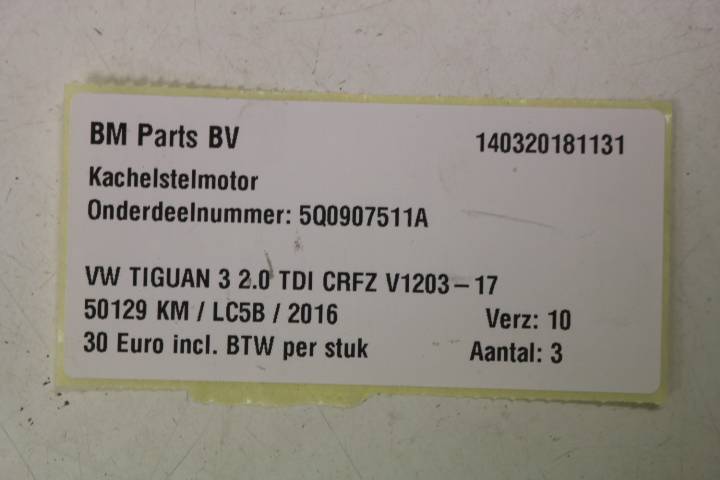 BM Parts BV 140320181131
Kachelstelmotor
Onderdeelnummer: 5Q0907511A
VW TIGUAN 3 2.0 TDI CRFZ V1203-17
50129 KM / LC5B / 2016 Verz: 10
30 Euro incl. BTW per stuk Aantal: 3